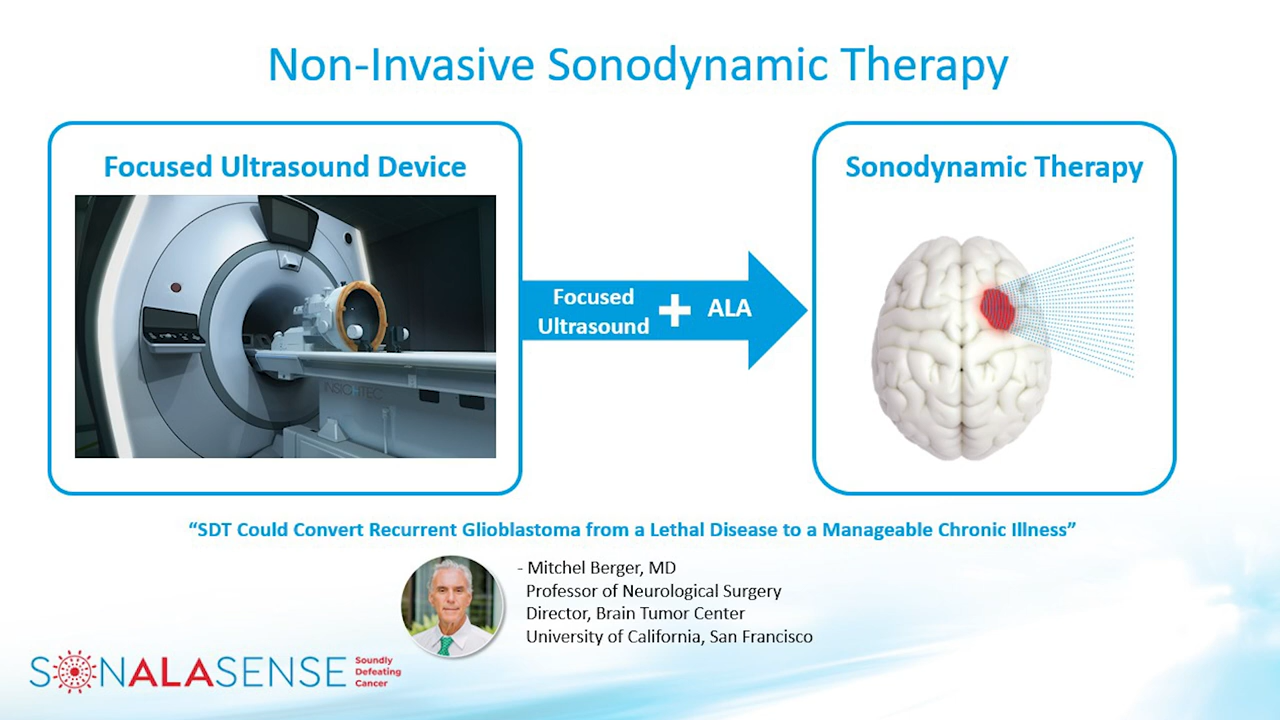 Non-Invasive Sonodynamic Therapy
Focused Ultrasound Device
INSIGHTEC
Focused
Ultrasound
+ ALA
Sonodynamic Therapy
“SDT Could Convert Recurrent Glioblastoma from a Lethal Disease to a Manageable Chronic Illness”
- Mitchel Berger, MD
Professor of Neurological Surgery
Director, Brain Tumor Center
University of California, San Francisco
SONALASENSE
Soundly
Defeating
Cancer